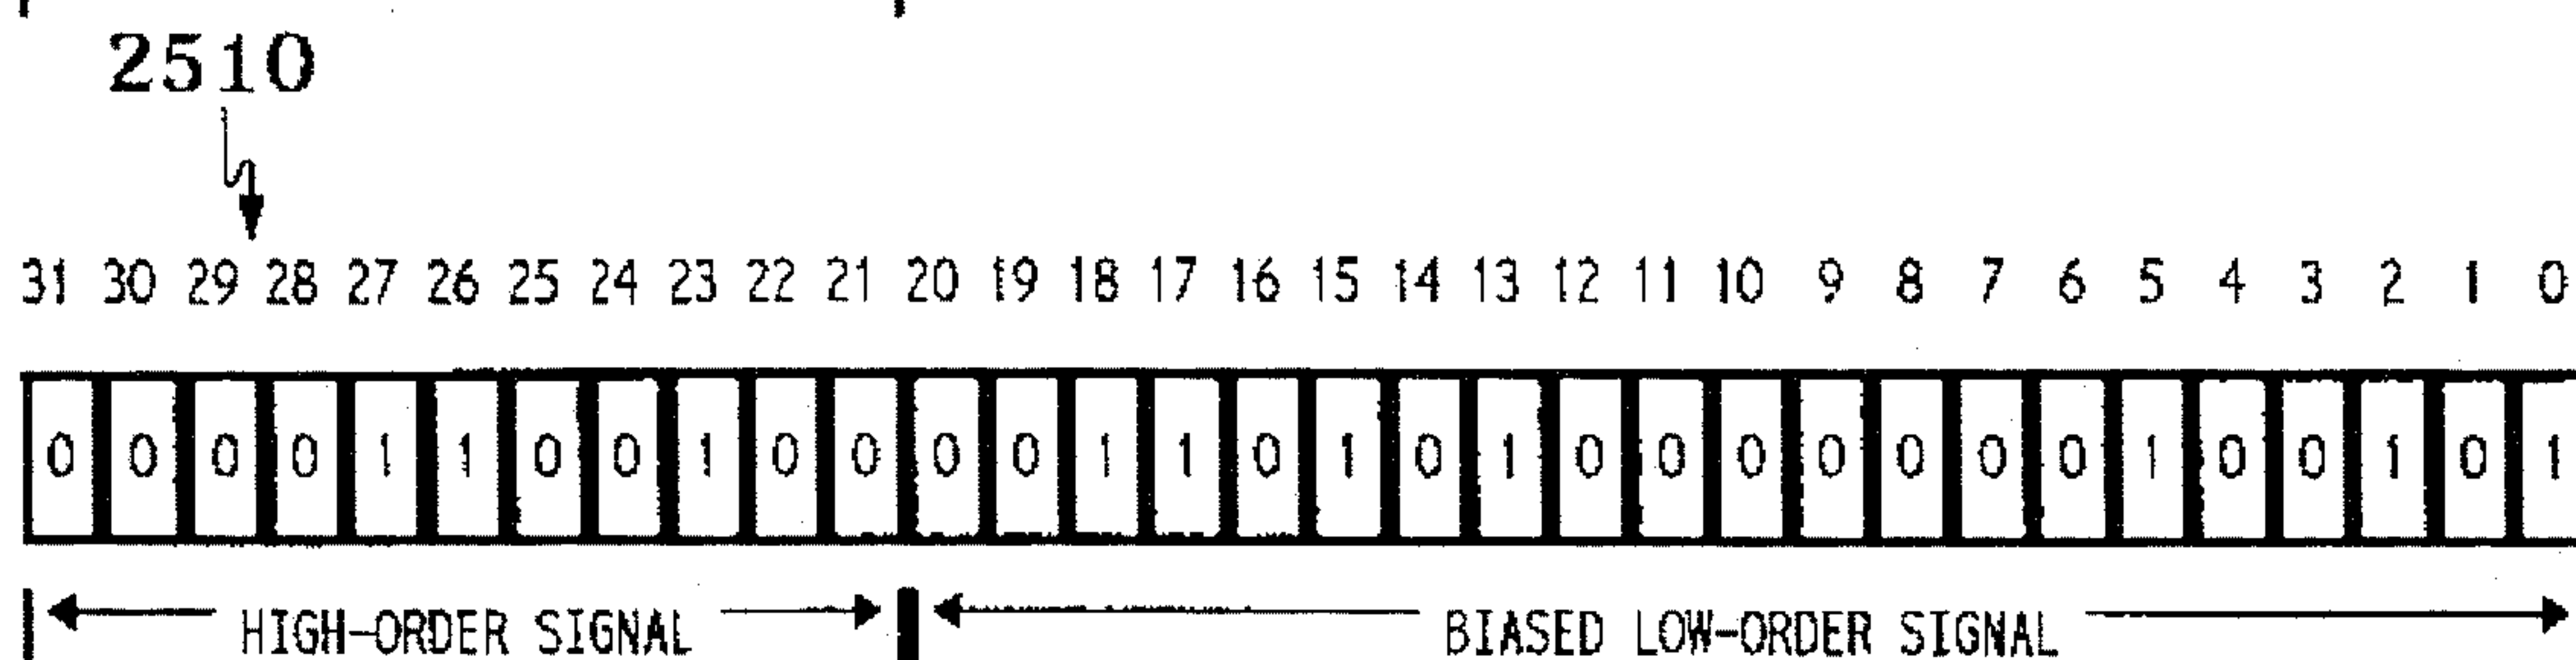 2510
31 30 29 28 27 26 25 24 23 22 21 20 19 18 17 16 15 14 13 12 11 10 9 8 7 6 5 4 3 2 1 0
0 0 0 0 1 1 0 0 1 0 0 0 0 1 1 0 1 0 1 0 0 0 0 0 0 0 1 0 0 1 0 1
HIGH-ORDER SIGNAL BIASED LOW-ORDER SIGNAL